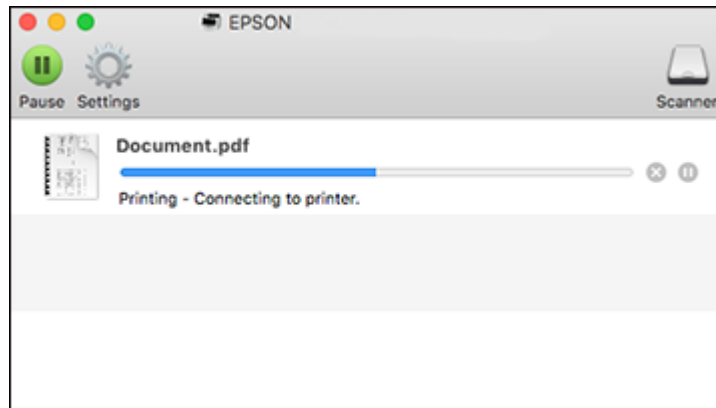 EPSON
Pause Settings Scanner
Document.pdf
Printing - Connecting to printer.